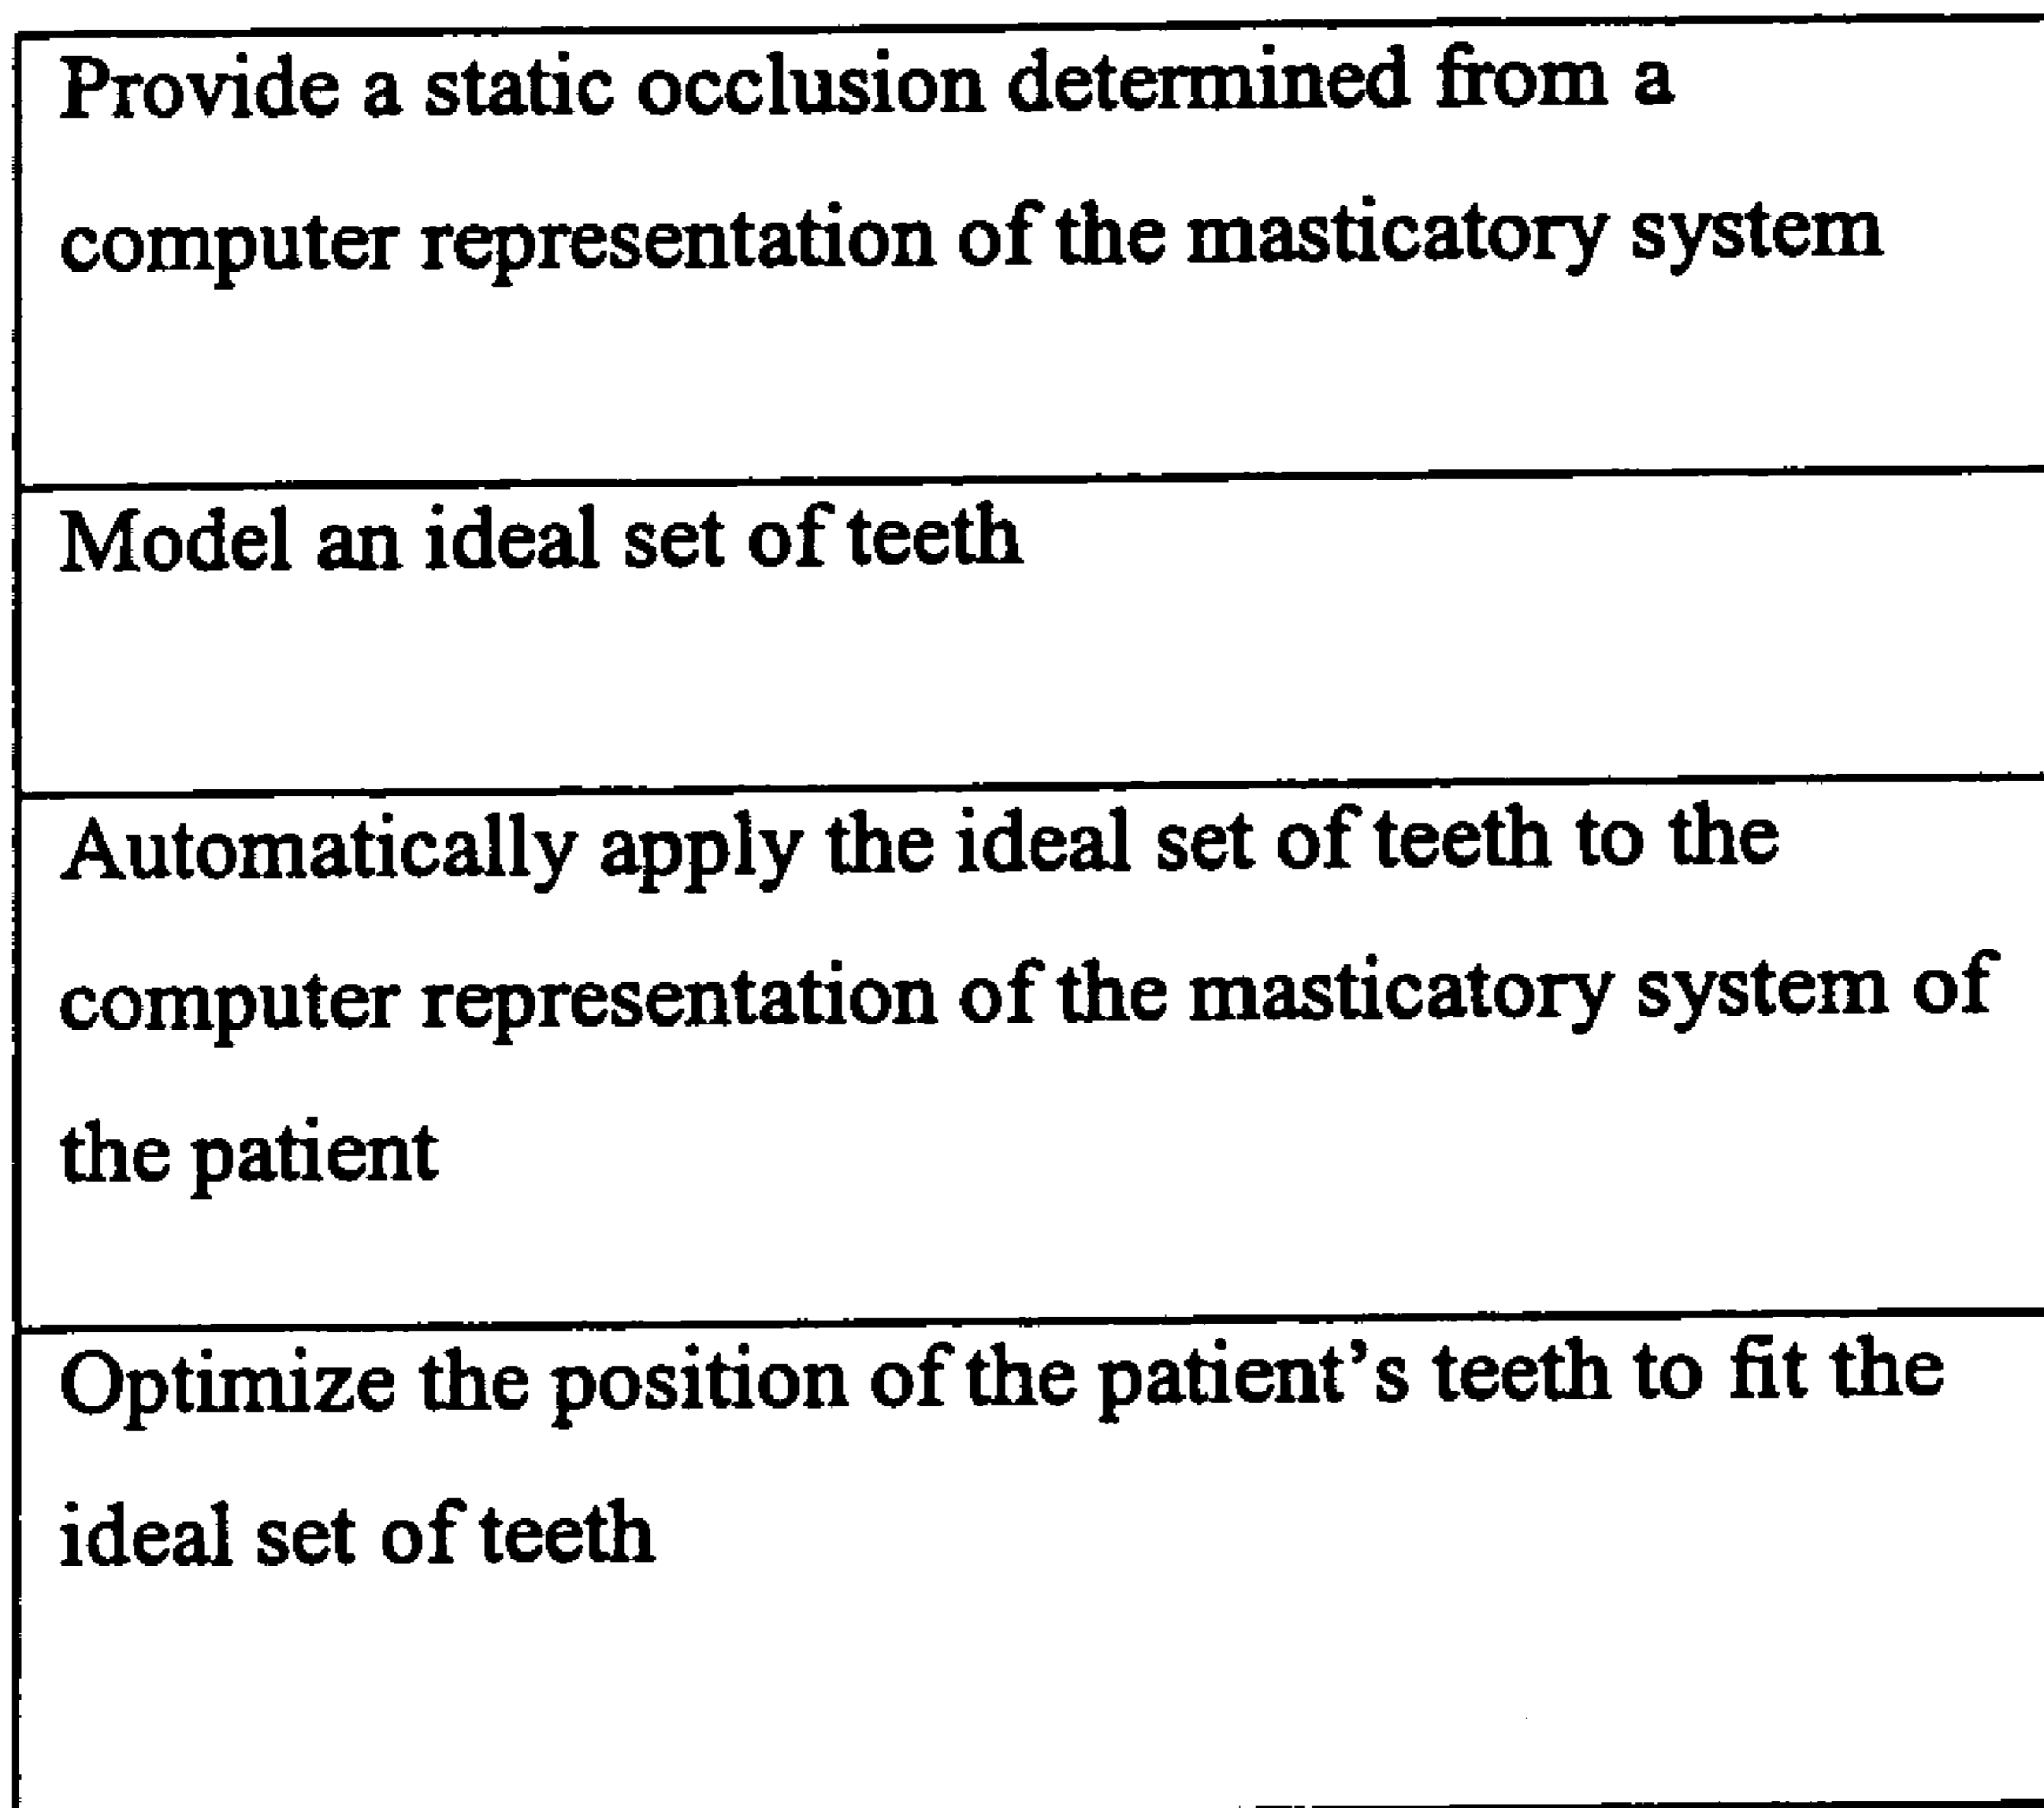 Provide a static occlusion determined from a
computer representation of the masticatory system
Model an ideal set of teeth
Automatically apply the ideal set of teeth to the
computer representation of the masticatory system of
the patient
Optimize the position of the patient's teeth to fit the
ideal set of teeth